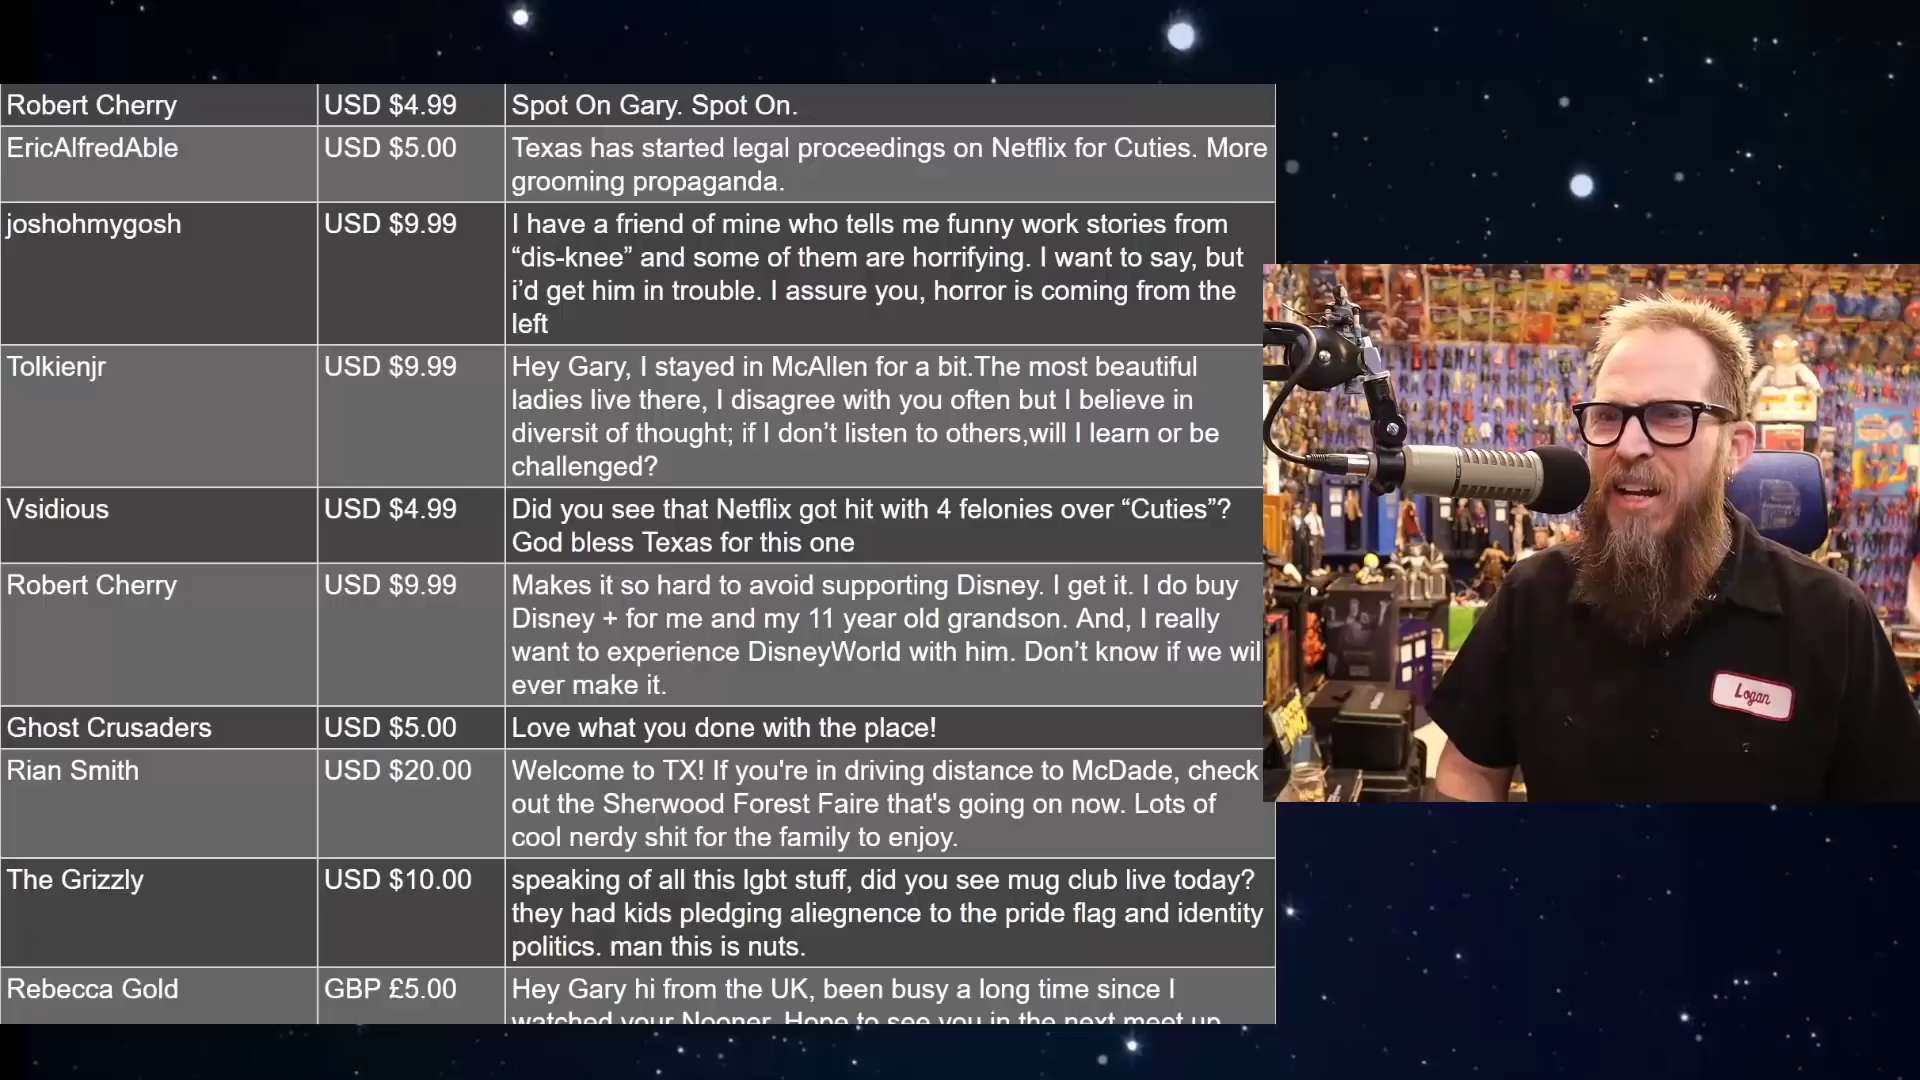 Robert Cherry USD $4.99 Spot On Gary. Spot On.
EricAlfredAble USD $5.00 Texas has started legal proceedings on Netflix for Cuties. More
grooming propaganda.
joshohmygosh USD $9.99 I have a friend of mine who tells me funny work stories from
“dis-knee” and some of them are horrifying. I want to say, but
i’d get him in trouble. I assure you, horror is coming from the
left
Tolkienjr USD $9.99 Hey Gary, I stayed in McAllen for a bit.The most beautiful
ladies live there, I disagree with you often but I believe in
diversit of thought; if I don’t listen to others,will I learn or be
challenged?
Vsidious USD $4.99 Did you see that Netflix got hit with 4 felonies over “Cuties”?
God bless Texas for this one
Robert Cherry USD $9.99 Makes it so hard to avoid supporting Disney. I get it. I do buy
Disney + for me and my 11 year old grandson. And, I really
want to experience DisneyWorld with him. Don’t know if we wil
ever make it.
Ghost Crusaders USD $5.00 Love what you done with the place!
Rian Smith USD $20.00 Welcome to TX! If you're in driving distance to McDade, check
out the Sherwood Forest Faire that's going on now. Lots of
cool nerdy shit for the family to enjoy.
The Grizzly USD $10.00 speaking of all this lgbt stuff, did you see mug club live today?
they had kids pledging aliegnence to the pride flag and identity
politics. man this is nuts.
Rebecca Gold GBP £5.00 Hey Gary hi from the UK, been busy a long time since I
watched your Nooner. Hope to see you in the next meet up
Logan